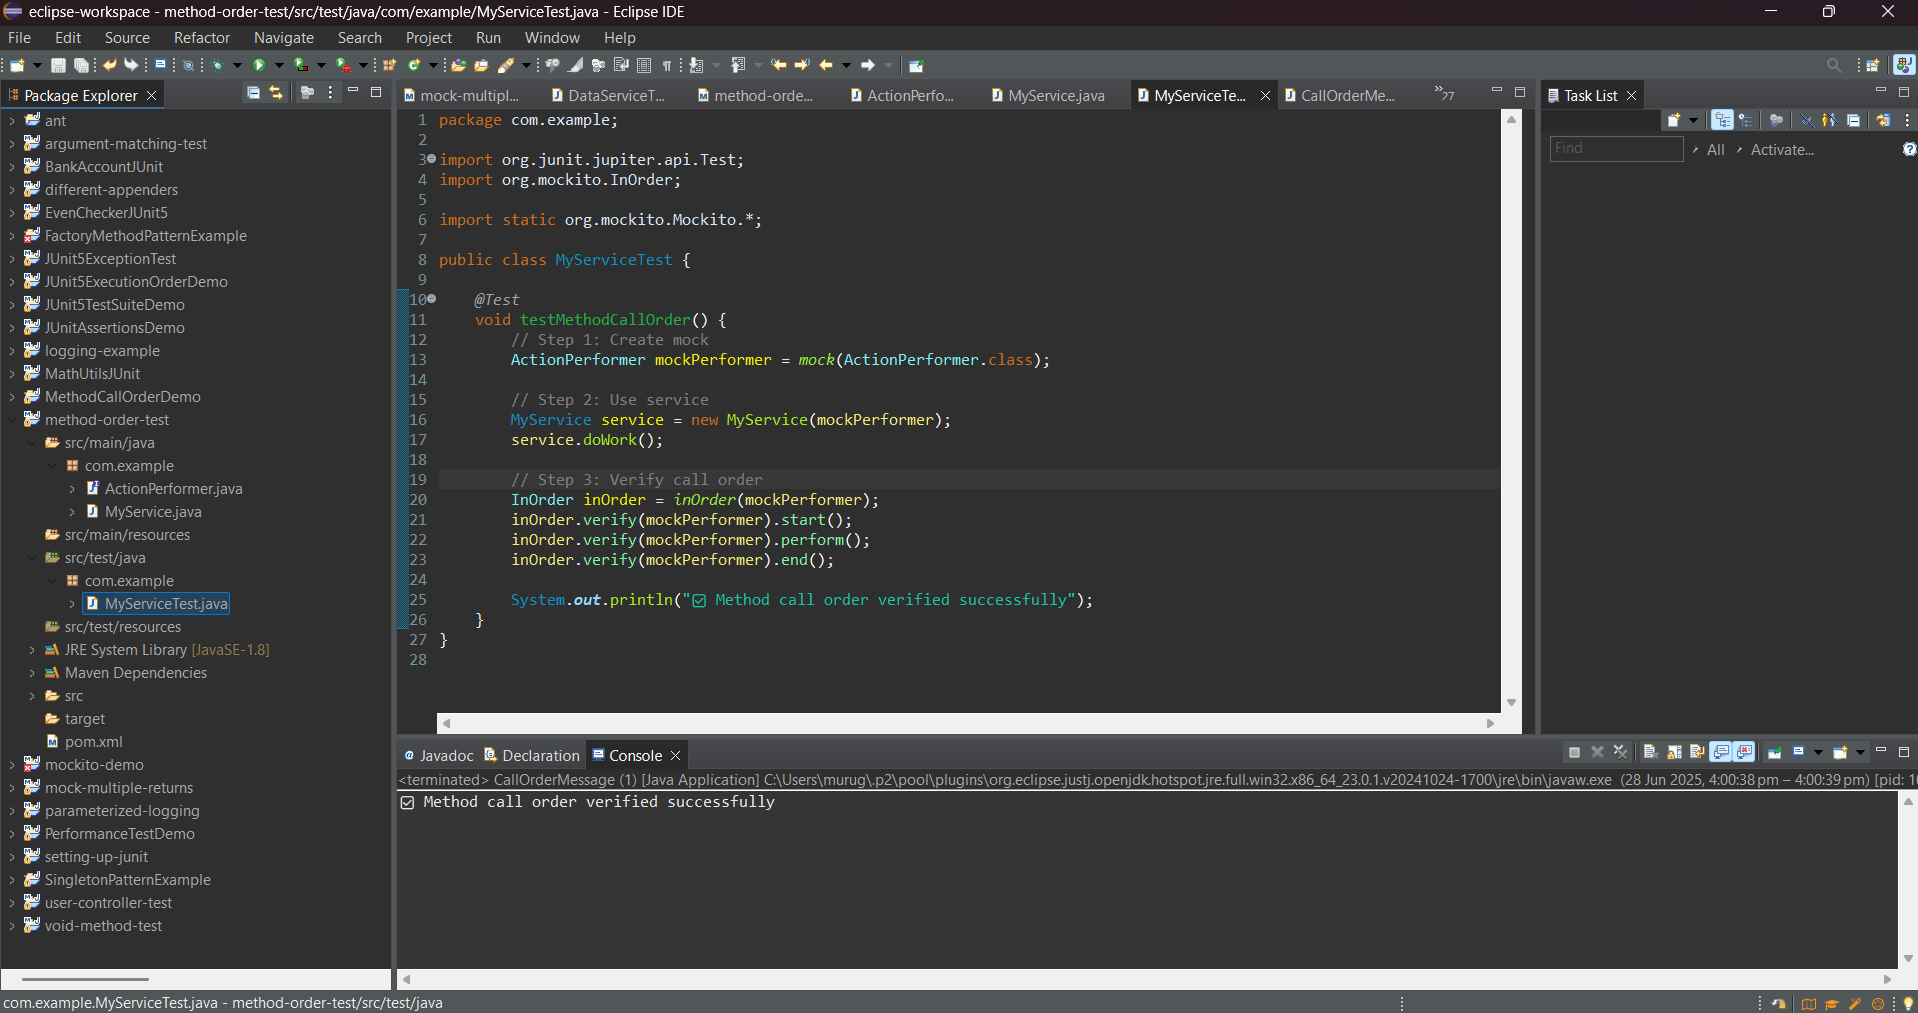 eclipse-workspace - method-order-test/src/test/java/com/example/MyServiceTest.java - Eclipse IDE
File Edit Source Refactor Navigate Search Project Run Window Help
Package Explorer
mock-multipl... DataServiceT... method-orde... ActionPerfo... MyService.java MyServiceTe... CallOrderMe... »27
Task List
Find All Activate...
ant
argument-matching-test
BankAccountJUnit
different-appenders
EvenCheckerJUnit5
FactoryMethodPatternExample
JUnit5ExceptionTest
JUnit5ExecutionOrderDemo
JUnit5TestSuiteDemo
JUnitAssertionsDemo
logging-example
MathUtilsJUnit
MethodCallOrderDemo
method-order-test
src/main/java
com.example
ActionPerformer.java
MyService.java
src/main/resources
src/test/java
com.example
MyServiceTest.java
src/test/resources
JRE System Library [JavaSE-1.8]
Maven Dependencies
src
target
pom.xml
mockito-demo
mock-multiple-returns
parameterized-logging
PerformanceTestDemo
setting-up-junit
SingletonPatternExample
user-controller-test
void-method-test
1 package com.example;
2
3 import org.junit.jupiter.api.Test;
4 import org.mockito.InOrder;
5
6 import static org.mockito.Mockito.*;
7
8 public class MyServiceTest {
9
10 @Test
11 void testMethodCallOrder() {
12 // Step 1: Create mock
13 ActionPerformer mockPerformer = mock(ActionPerformer.class);
14
15 // Step 2: Use service
16 MyService service = new MyService(mockPerformer);
17 service.doWork();
18
19 // Step 3: Verify call order
20 InOrder inOrder = inOrder(mockPerformer);
21 inOrder.verify(mockPerformer).start();
22 inOrder.verify(mockPerformer).perform();
23 inOrder.verify(mockPerformer).end();
24
25 System.out.println("☑ Method call order verified successfully");
26 }
27 }
28
Javadoc Declaration Console
<terminated> CallOrderMessage (1) [Java Application] C:\Users\murug\.p2\pool\plugins\org.eclipse.justj.openjdk.hotspot.jre.full.win32.x86_64_23.0.1.v20241024-1700\jre\bin\javaw.exe (28 Jun 2025, 4:00:38 pm – 4:00:39 pm) [pid: 1
☑ Method call order verified successfully
com.example.MyServiceTest.java - method-order-test/src/test/java